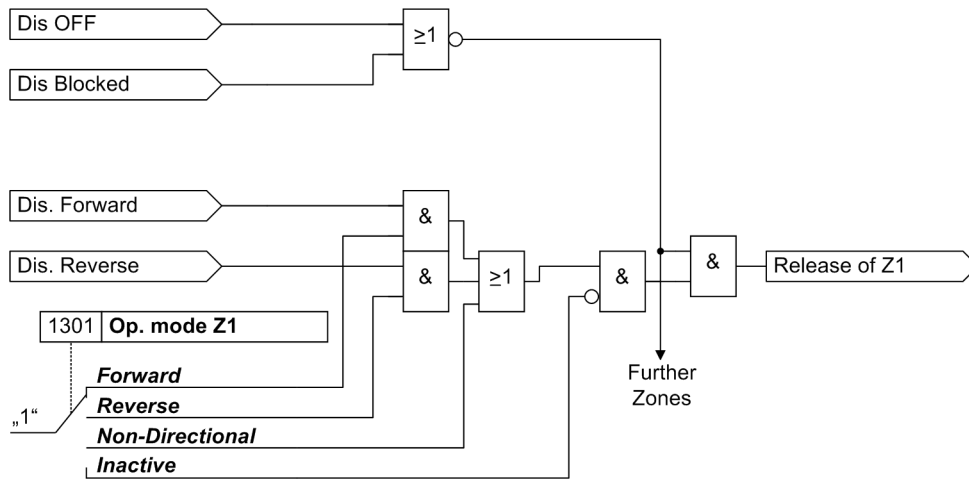 Dis OFF
≥1
Dis Blocked
Dis. Forward
&
Dis. Reverse
&
≥1
&
&
Release of Z1
1301 Op. mode Z1
Further
Zones
Forward
Reverse
„1“
Non-Directional
Inactive